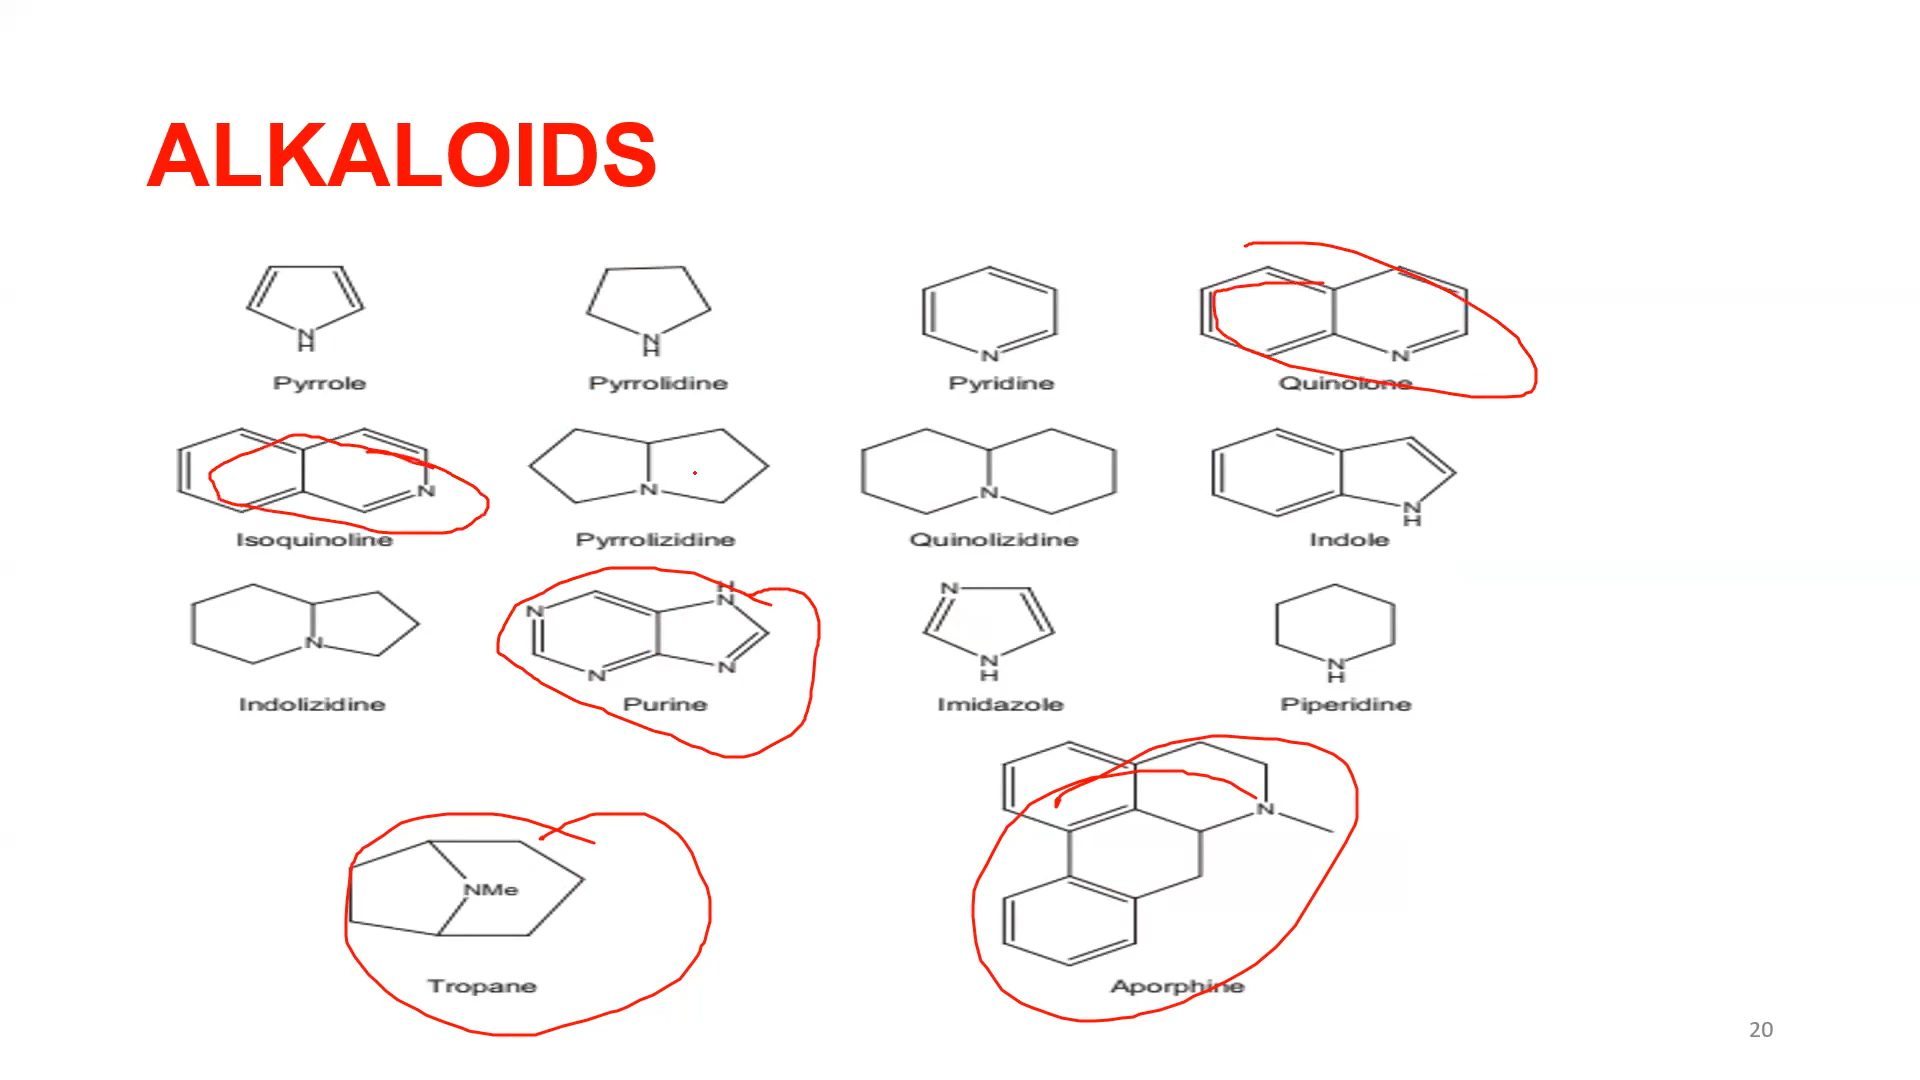 ALKALOIDS
N
H
N
H
N
N
Pyrrole Pyrrolidine Pyridine Quinolone
N
N
N
N
H
Isoquinoline Pyrrolizidine Quinolizidine Indole
N
N
H
N
N
N
N
N
H
N
H
Indolizidine Purine Imidazole Piperidine
N
NMe
Tropane Aporphine
20